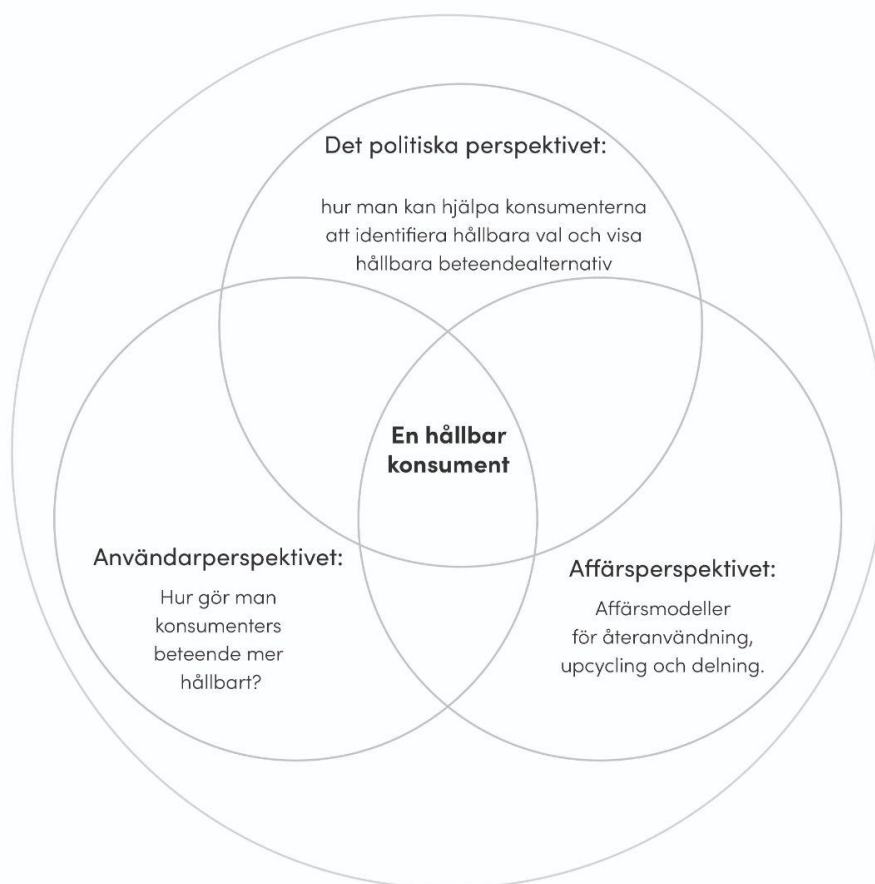 Det politiska perspektivet:
hur man kan hjälpa konsumenterna
att identifiera hållbara val och visa
hållbara beteendealternativ
En hållbar
konsument
Användarperspektivet:
Hur gör man
konsumenters
beteende mer
hållbart?
Affärsperspektivet:
Affärsmodeller
för återanvändning,
upcycling och delning.